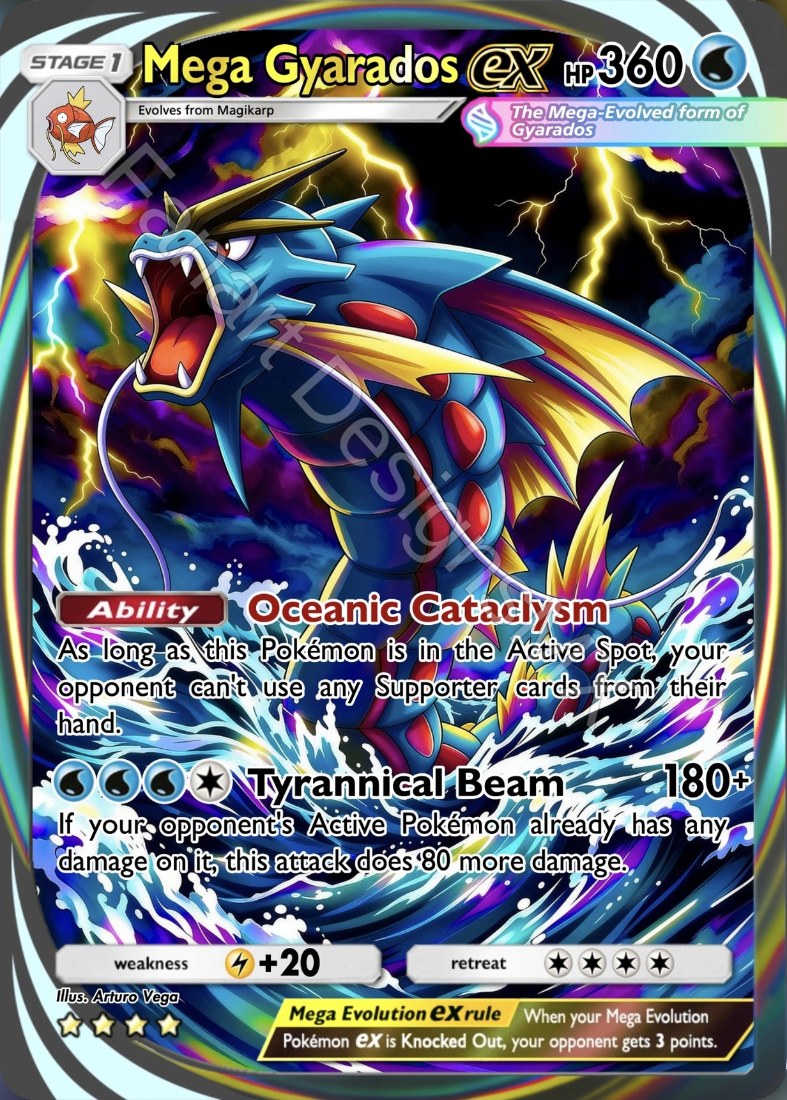 STAGE 1 Mega Gyarados ex HP 360
Evolves from Magikarp
The Mega-Evolved form of
Gyarados
Fanart Design
Ability Oceanic Cataclysm
As long as this Pokémon is in the Active Spot, your
opponent can't use any Supporter cards from their
hand.
Tyrannical Beam 180+
If your opponent's Active Pokémon already has any
damage on it, this attack does 80 more damage.
weakness +20 retreat
Illus. Arturo Vega
Mega Evolution ex rule When your Mega Evolution
Pokémon ex is Knocked Out, your opponent gets 3 points.